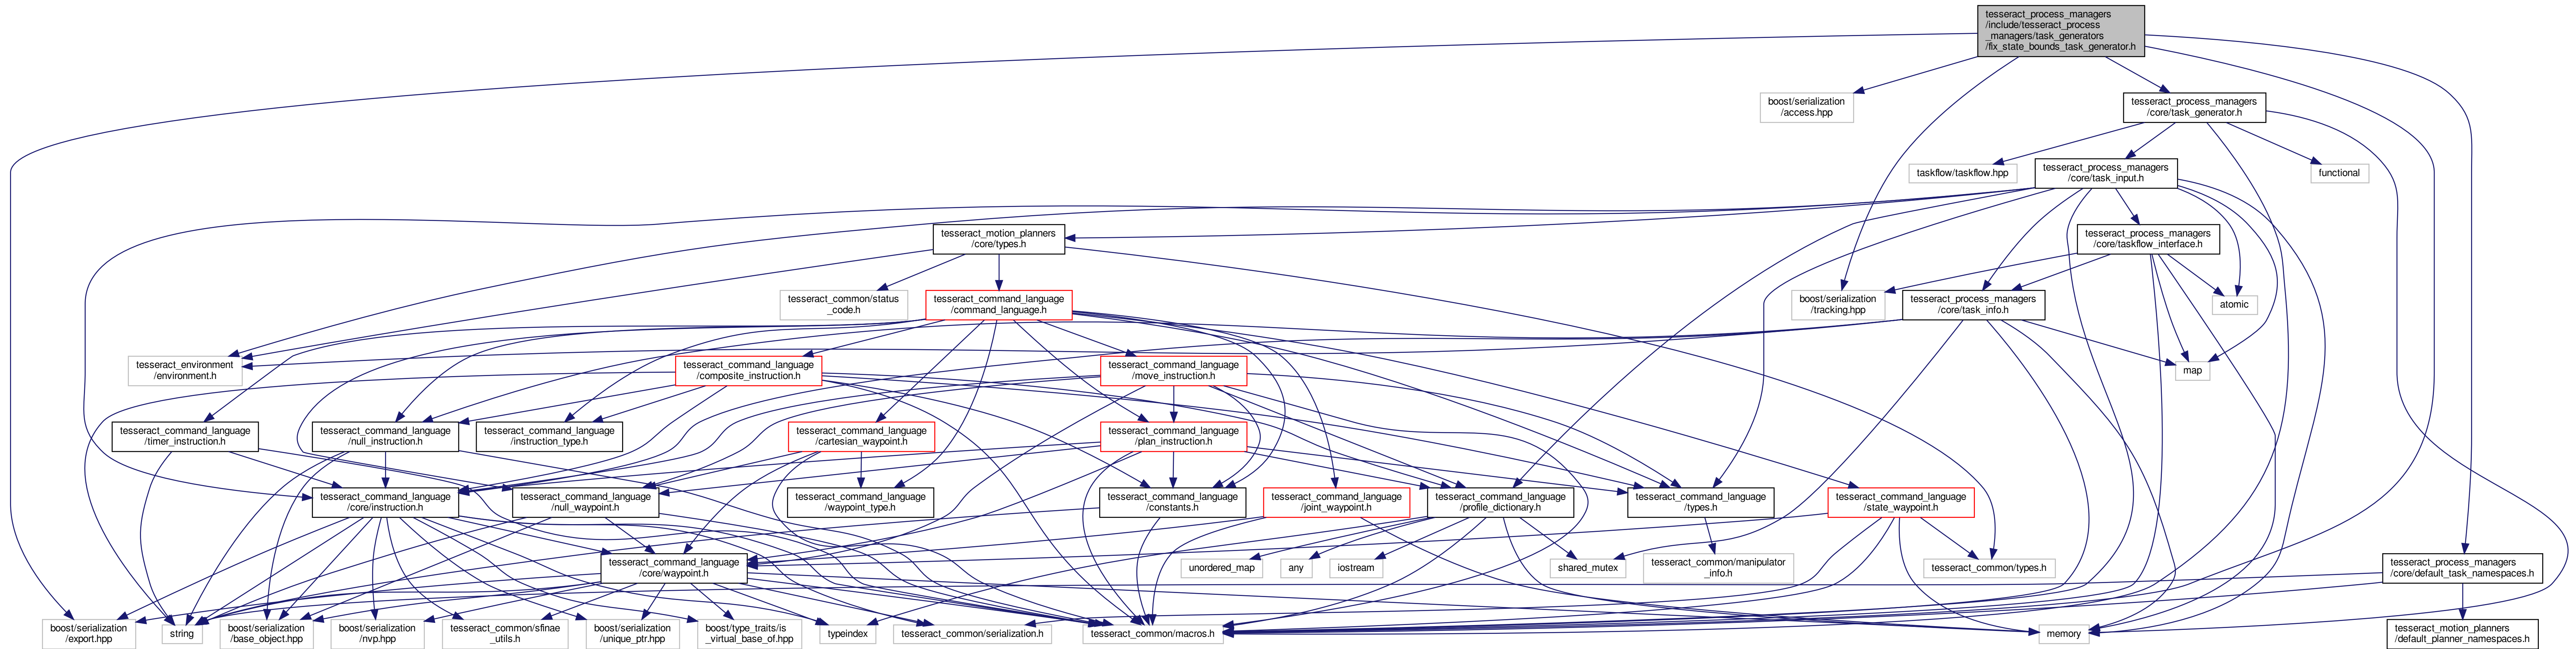 tesseract_process_managers
/include/tesseract_process
_managers/task_generators
/fix_state_bounds_task_generator.h
boost/serialization
/access.hpp
tesseract_process_managers
/core/task_generator.h
taskflow/taskflow.hpp
tesseract_process_managers
/core/task_input.h
functional
tesseract_motion_planners
/core/types.h
tesseract_process_managers
/core/taskflow_interface.h
tesseract_common/status
_code.h
tesseract_command_language
/command_language.h
boost/serialization
/tracking.hpp
tesseract_process_managers
/core/task_info.h
atomic
tesseract_environment
/environment.h
tesseract_command_language
/composite_instruction.h
tesseract_command_language
/move_instruction.h
map
tesseract_command_language
/timer_instruction.h
tesseract_command_language
/null_instruction.h
tesseract_command_language
/instruction_type.h
tesseract_command_language
/cartesian_waypoint.h
tesseract_command_language
/plan_instruction.h
tesseract_command_language
/core/instruction.h
tesseract_command_language
/null_waypoint.h
tesseract_command_language
/waypoint_type.h
tesseract_command_language
/constants.h
tesseract_command_language
/joint_waypoint.h
tesseract_command_language
/profile_dictionary.h
tesseract_command_language
/types.h
tesseract_command_language
/state_waypoint.h
tesseract_command_language
/core/waypoint.h
unordered_map
any
iostream
shared_mutex
tesseract_common/manipulator
_info.h
tesseract_common/types.h
tesseract_process_managers
/core/default_task_namespaces.h
boost/serialization
/export.hpp
string
boost/serialization
/base_object.hpp
boost/serialization
/nvp.hpp
tesseract_common/sfinae
_utils.h
boost/serialization
/unique_ptr.hpp
boost/type_traits/is
_virtual_base_of.hpp
typeindex
tesseract_common/serialization.h
tesseract_common/macros.h
memory
tesseract_motion_planners
/default_planner_namespaces.h